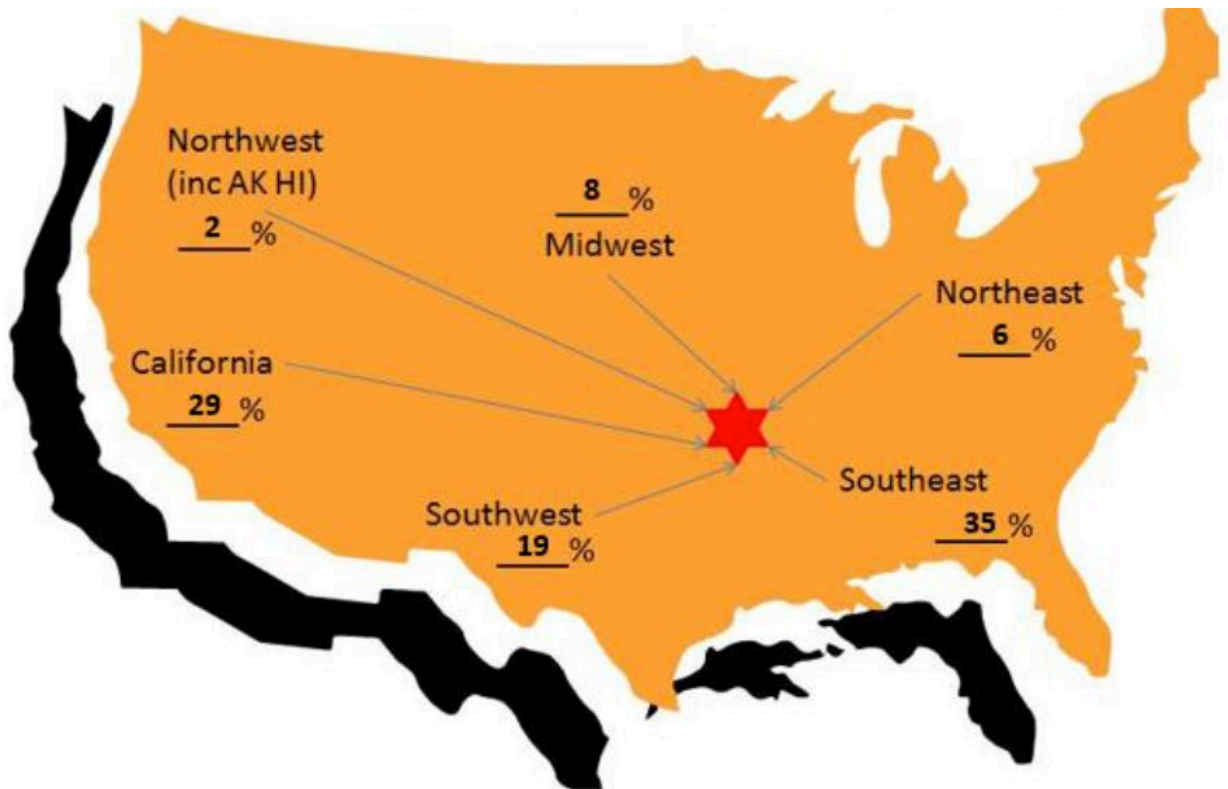 Northwest
(inc AK HI)
2 %
8 %
Midwest
Northeast
6 %
California
29 %
Southeast
35 %
Southwest
19 %